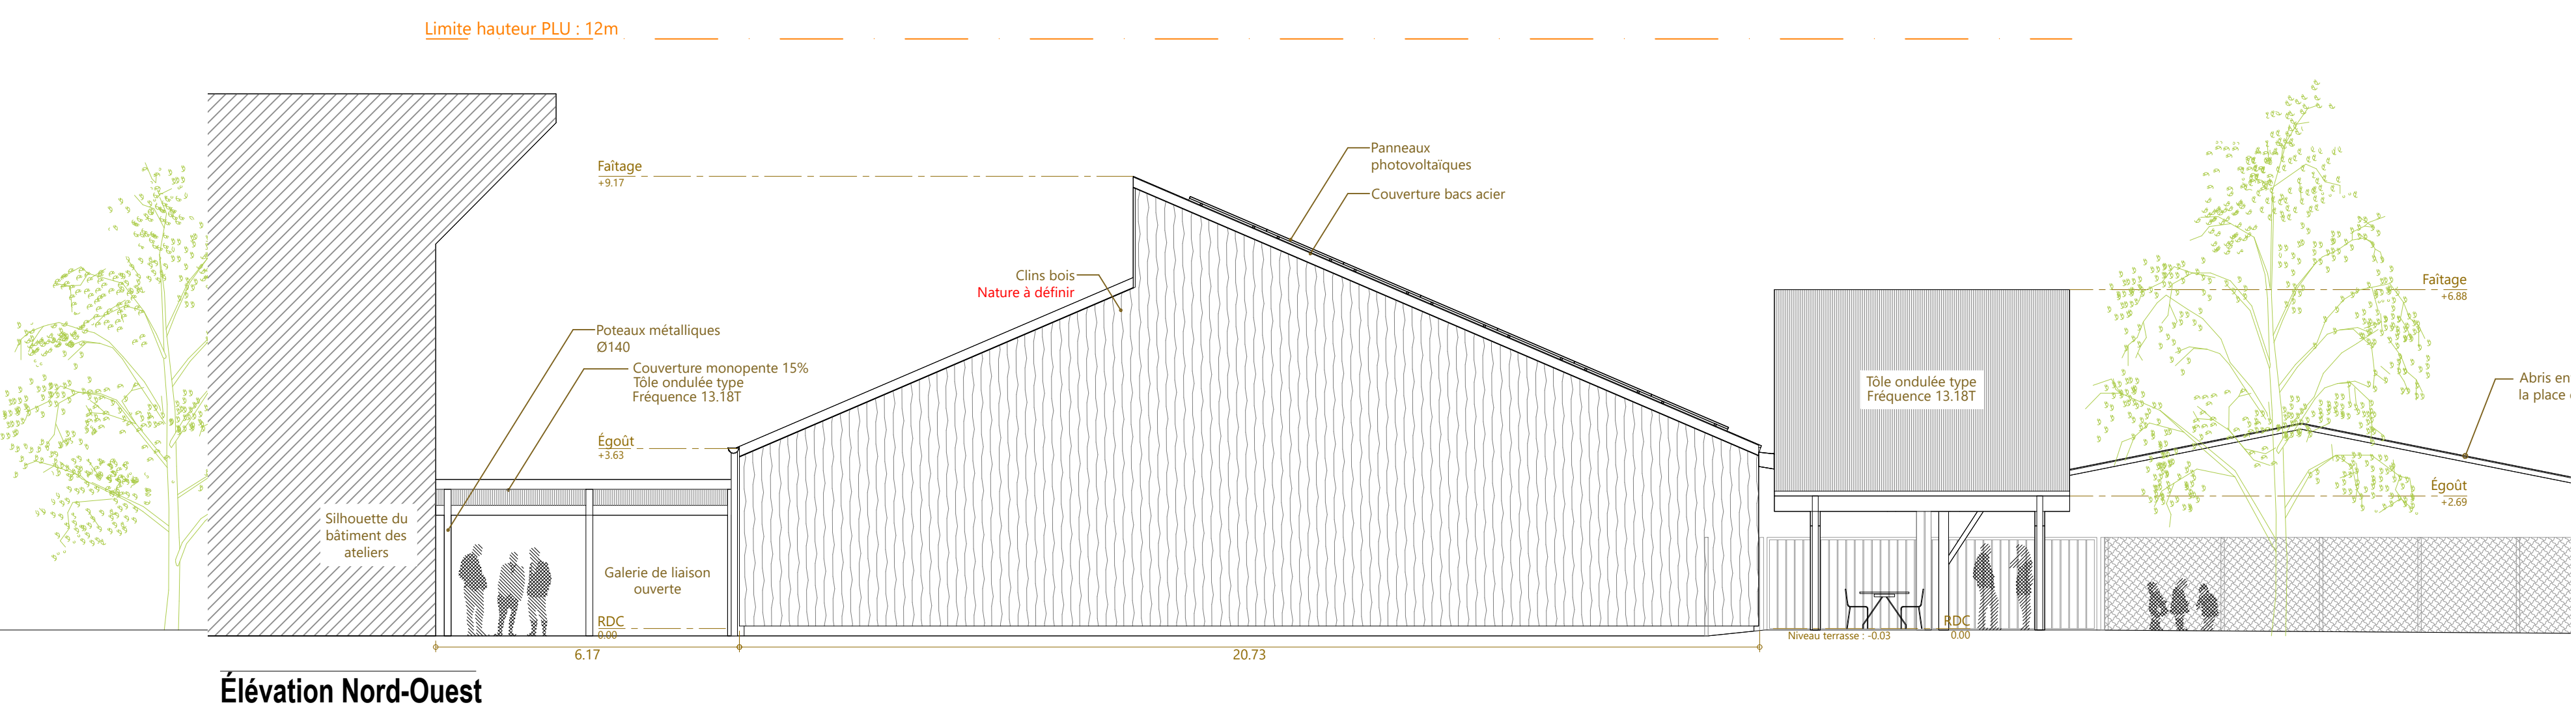 Limite hauteur PLU : 12m
Faîtage
+9.17
Panneaux
photovoltaïques
Couverture bacs acier
Clins bois
Nature à définir
Poteaux métalliques
Ø140
Couverture monopente 15%
Tôle ondulée type
Fréquence 13.18T
Égoût
+3.63
Silhouette du
bâtiment des
ateliers
Galerie de liaison
ouverte
RDC
0.00
6.17
20.73
Tôle ondulée type
Fréquence 13.18T
Faîtage
+6.88
Abris en
la place
Égoût
+2.69
RDC
0.00
Niveau terrasse : -0.03
Élévation Nord-Ouest